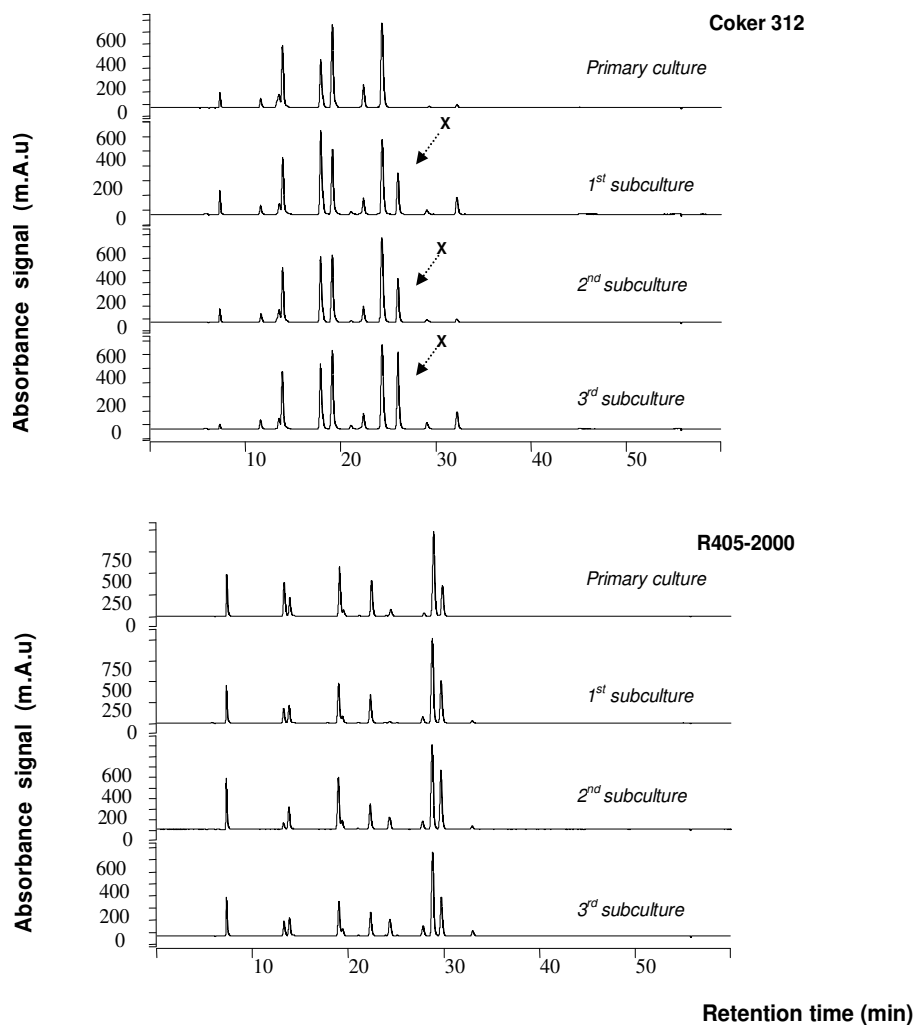 Coker 312
Absorbance signal (m.A.u)
600
400
200
0
Primary culture
600
400
200
0
X
1st subculture
600
400
200
0
X
2nd subculture
600
400
200
0
X
3rd subculture
10 20 30 40 50
R405-2000
Absorbance signal (m.A.u)
750
500
250
0
Primary culture
750
500
250
0
1st subculture
600
400
200
0
2nd subculture
600
400
200
0
3rd subculture
10 20 30 40 50
Retention time (min)